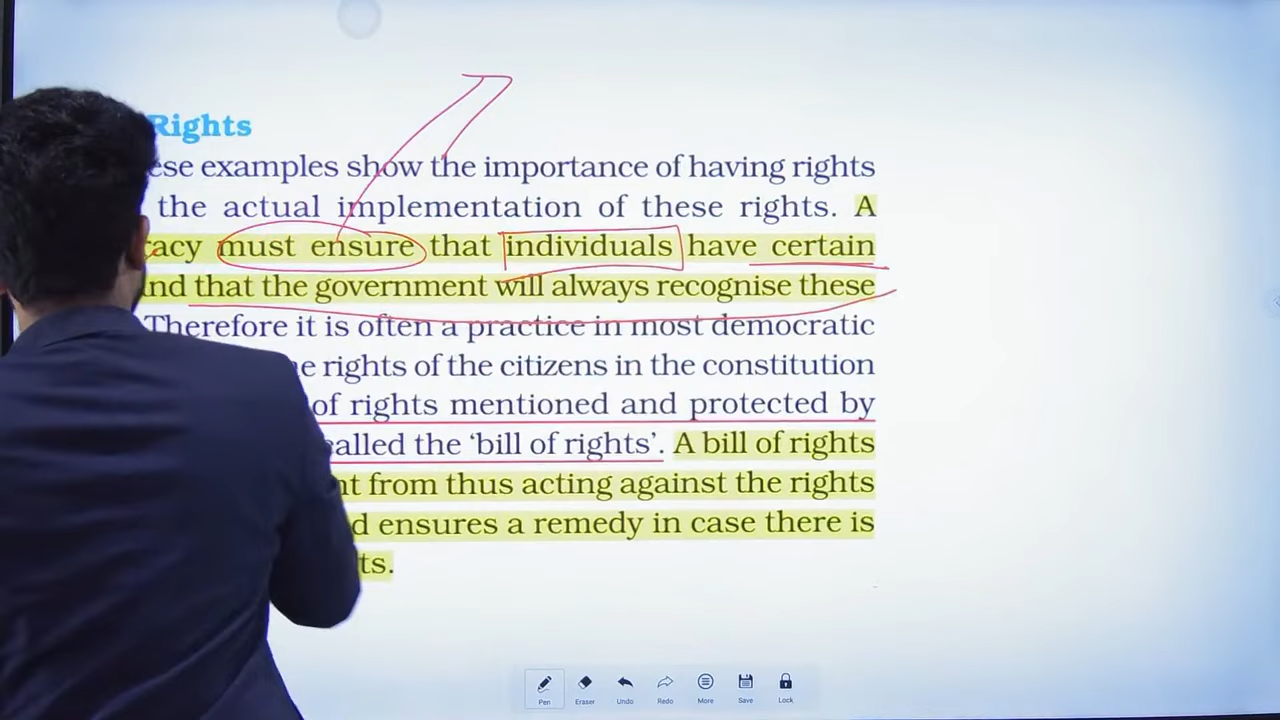 Rights
ese examples show the importance of having rights
the actual implementation of these rights. A
acy must ensure that individuals have certain
nd that the government will always recognise these
Therefore it is often a practice in most democratic
e rights of the citizens in the constitution
of rights mentioned and protected by
called the ‘bill of rights’. A bill of rights
nt from thus acting against the rights
d ensures a remedy in case there is
ts.
Pen Eraser Undo Redo More Save Lock